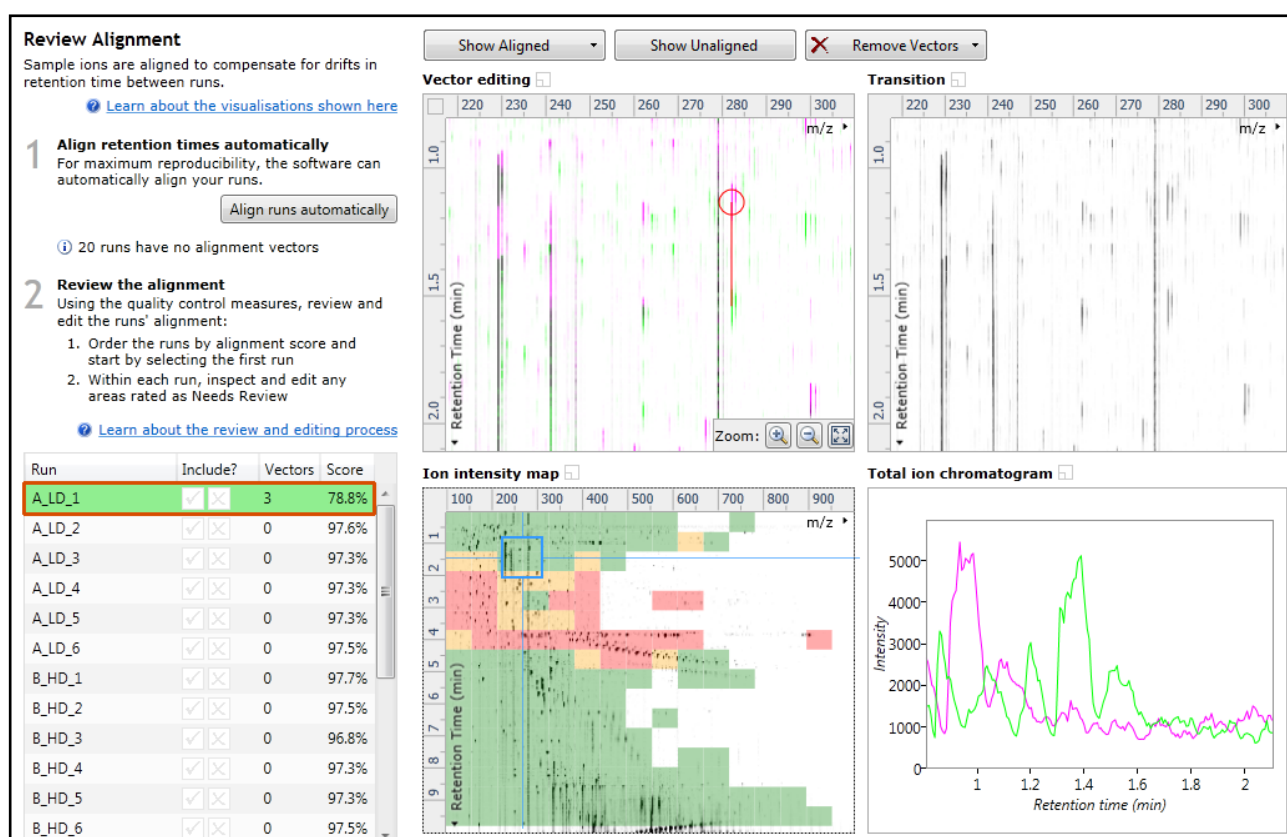 Review Alignment
Sample ions are aligned to compensate for drifts in
retention time between runs.
Learn about the visualisations shown here
1
Align retention times automatically
For maximum reproducibility, the software can
automatically align your runs.
Align runs automatically
20 runs have no alignment vectors
2
Review the alignment
Using the quality control measures, review and
edit the runs' alignment:
1. Order the runs by alignment score and
start by selecting the first run
2. Within each run, inspect and edit any
areas rated as Needs Review
Learn about the review and editing process
Run Include? Vectors Score
A_LD_1 3 78.8%
A_LD_2 0 97.6%
A_LD_3 0 97.3%
A_LD_4 0 97.3%
A_LD_5 0 97.3%
A_LD_6 0 97.5%
B_HD_1 0 97.7%
B_HD_2 0 97.5%
B_HD_3 0 96.8%
B_HD_4 0 97.3%
B_HD_5 0 97.3%
B_HD_6 0 97.5%
Show Aligned Show Unaligned Remove Vectors
Vector editing
220 230 240 250 260 270 280 290 300
m/z
1.0
1.5
2.0
Retention Time (min)
Zoom:
Transition
220 230 240 250 260 270 280 290 300
m/z
1.0
1.5
2.0
Retention Time (min)
Ion intensity map
100 200 300 400 500 600 700 800 900
m/z
1
2
3
4
5
6
7
8
9
Retention Time (min)
Total ion chromatogram
5000
4000
3000
2000
1000
0
Intensity
1 1.2 1.4 1.6 1.8 2
Retention time (min)